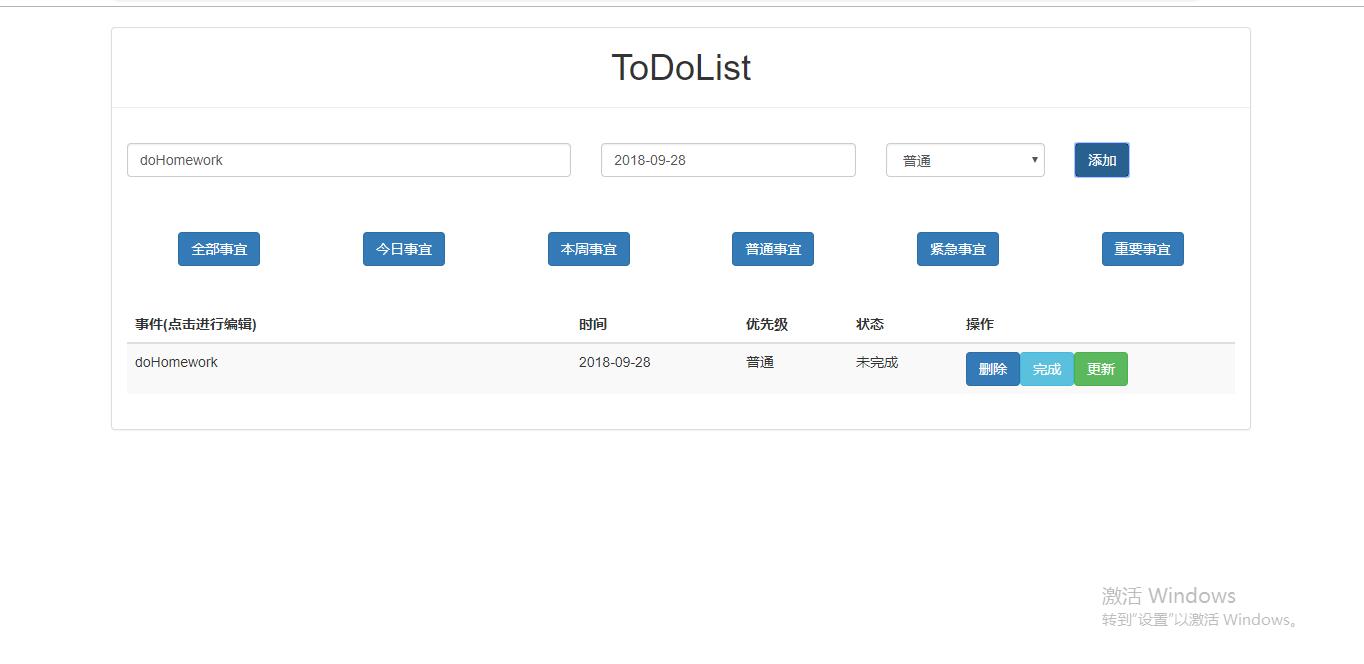 ToDoList
doHomework 2018-09-28 普通 添加
全部事宜 今日事宜 本周事宜 普通事宜 紧急事宜 重要事宜
事件(点击进行编辑) 时间 优先级 状态 操作
doHomework 2018-09-28 普通 未完成 删除 完成 更新
激活 Windows
转到"设置"以激活 Windows。